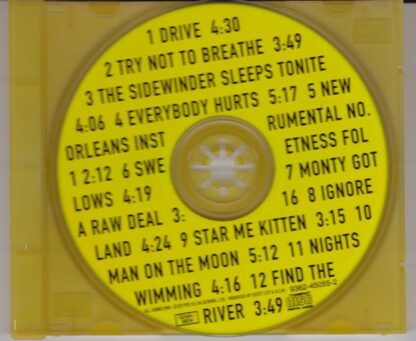 1 DRIVE 4:30
2 TRY NOT TO BREATHE 3:49
3 THE SIDEWINDER SLEEPS TONITE
4:06 4 EVERYBODY HURTS 5:17 5 NEW
ORLEANS INST RUMENTAL NO.
1 2:12 6 SWE ETNESS FOL
LOWS 4:19 7 MONTY GOT
A RAW DEAL 3: 16 8 IGNORE
LAND 4:24 9 STAR ME KITTEN 3:15 10
MAN ON THE MOON 5:12 11 NIGHTS
WIMMING 4:16 12 FIND THE
RIVER 3:49
9362-45055-2